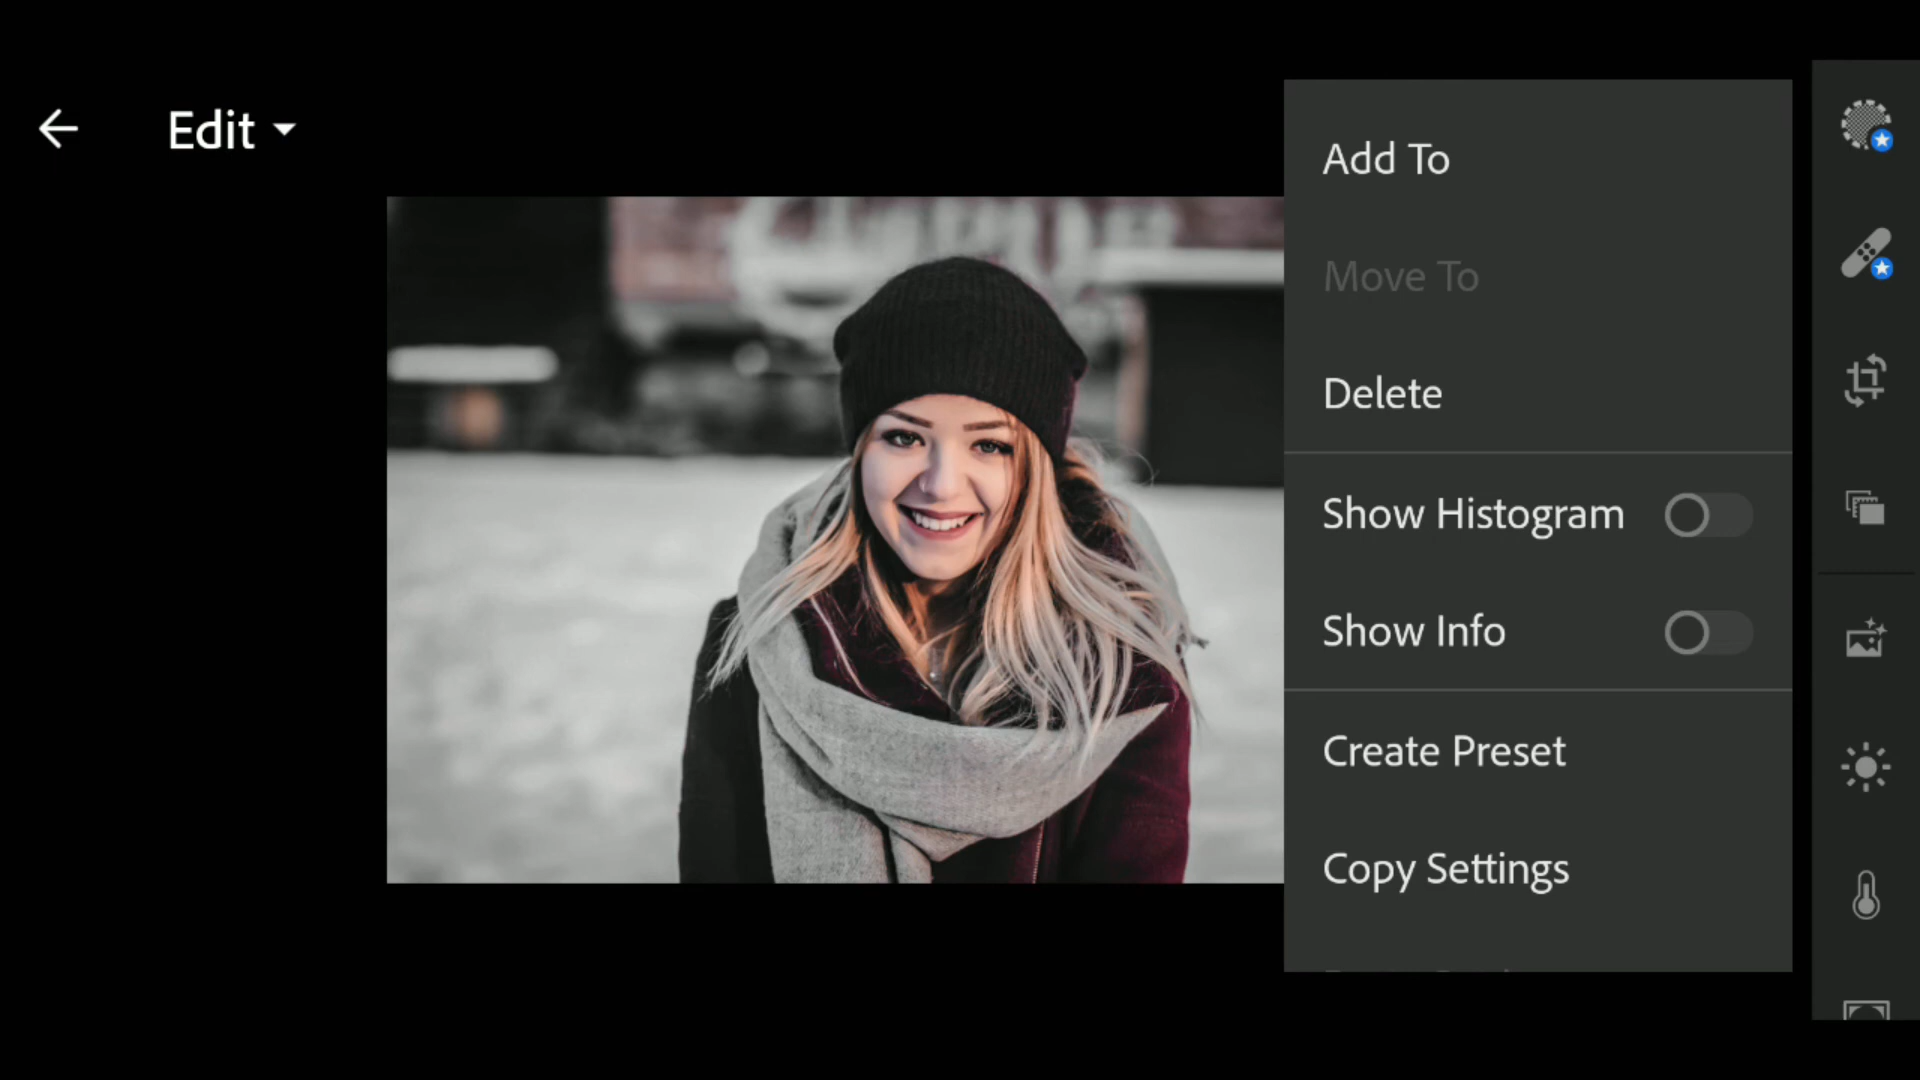 Edit
Add To
Move To
Delete
Show Histogram
Show Info
Create Preset
Copy Settings